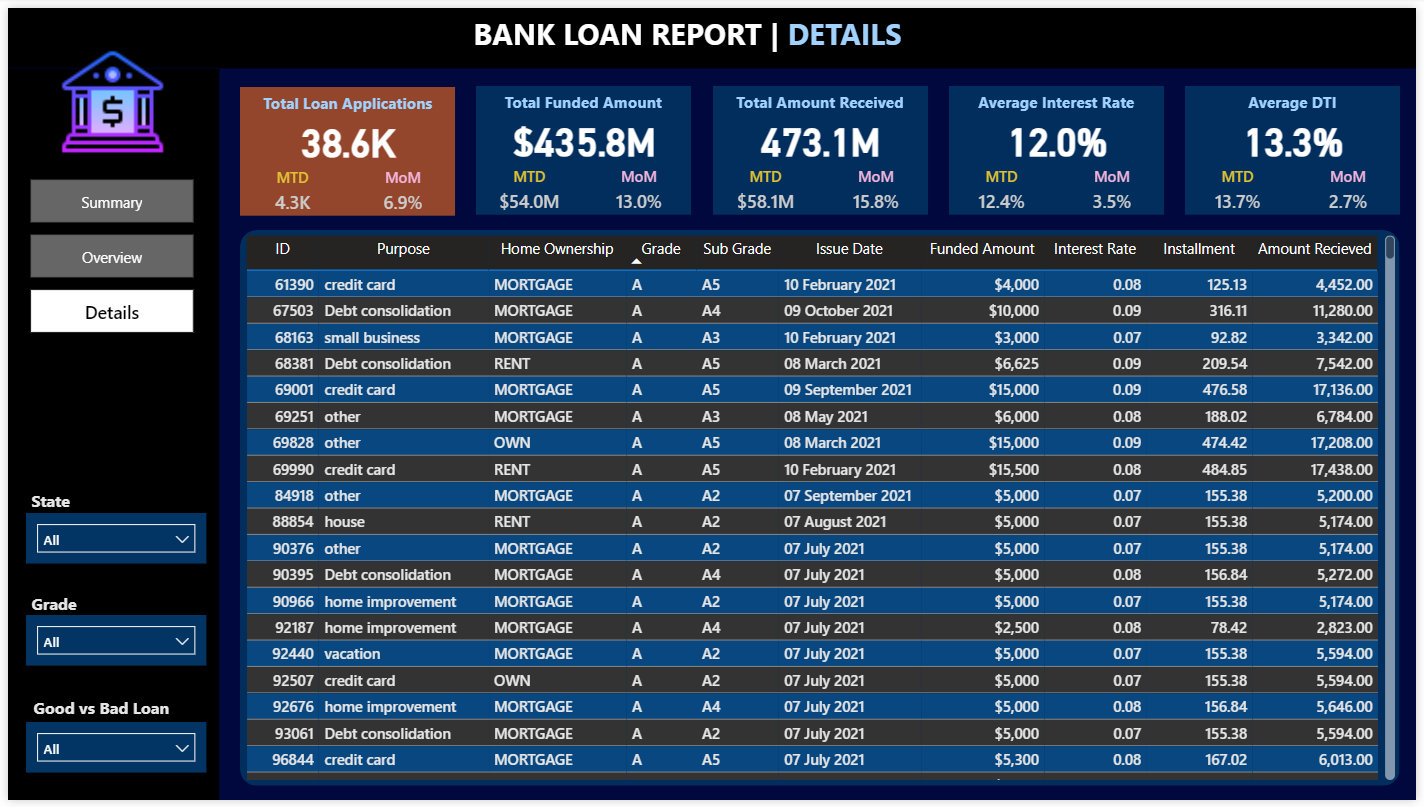 BANK LOAN REPORT | DETAILS
$
Summary
Overview
Details
State
All
Grade
All
Good vs Bad Loan
All
Total Loan Applications
38.6K
MTD MoM
4.3K 6.9%
Total Funded Amount
$435.8M
MTD MoM
$54.0M 13.0%
Total Amount Received
473.1M
MTD MoM
$58.1M 15.8%
Average Interest Rate
12.0%
MTD MoM
12.4% 3.5%
Average DTI
13.3%
MTD MoM
13.7% 2.7%
ID Purpose Home Ownership Grade Sub Grade Issue Date Funded Amount Interest Rate Installment Amount Recieved
61390 credit card MORTGAGE A A5 10 February 2021 $4,000 0.08 125.13 4,452.00
67503 Debt consolidation MORTGAGE A A4 09 October 2021 $10,000 0.09 316.11 11,280.00
68163 small business MORTGAGE A A3 10 February 2021 $3,000 0.07 92.82 3,342.00
68381 Debt consolidation RENT A A5 08 March 2021 $6,625 0.09 209.54 7,542.00
69001 credit card MORTGAGE A A5 09 September 2021 $15,000 0.09 476.58 17,136.00
69251 other MORTGAGE A A3 08 May 2021 $6,000 0.08 188.02 6,784.00
69828 other OWN A A5 08 March 2021 $15,000 0.09 474.42 17,208.00
69990 credit card RENT A A5 10 February 2021 $15,500 0.08 484.85 17,438.00
84918 other MORTGAGE A A2 07 September 2021 $5,000 0.07 155.38 5,200.00
88854 house RENT A A2 07 August 2021 $5,000 0.07 155.38 5,174.00
90376 other MORTGAGE A A2 07 July 2021 $5,000 0.07 155.38 5,174.00
90395 Debt consolidation MORTGAGE A A4 07 July 2021 $5,000 0.08 156.84 5,272.00
90966 home improvement MORTGAGE A A2 07 July 2021 $5,000 0.07 155.38 5,174.00
92187 home improvement MORTGAGE A A4 07 July 2021 $2,500 0.08 78.42 2,823.00
92440 vacation MORTGAGE A A2 07 July 2021 $5,000 0.07 155.38 5,594.00
92507 credit card OWN A A2 07 July 2021 $5,000 0.07 155.38 5,594.00
92676 home improvement MORTGAGE A A4 07 July 2021 $5,000 0.08 156.84 5,646.00
93061 Debt consolidation MORTGAGE A A2 07 July 2021 $5,000 0.07 155.38 5,594.00
96844 credit card MORTGAGE A A5 07 July 2021 $5,300 0.08 167.02 6,013.00